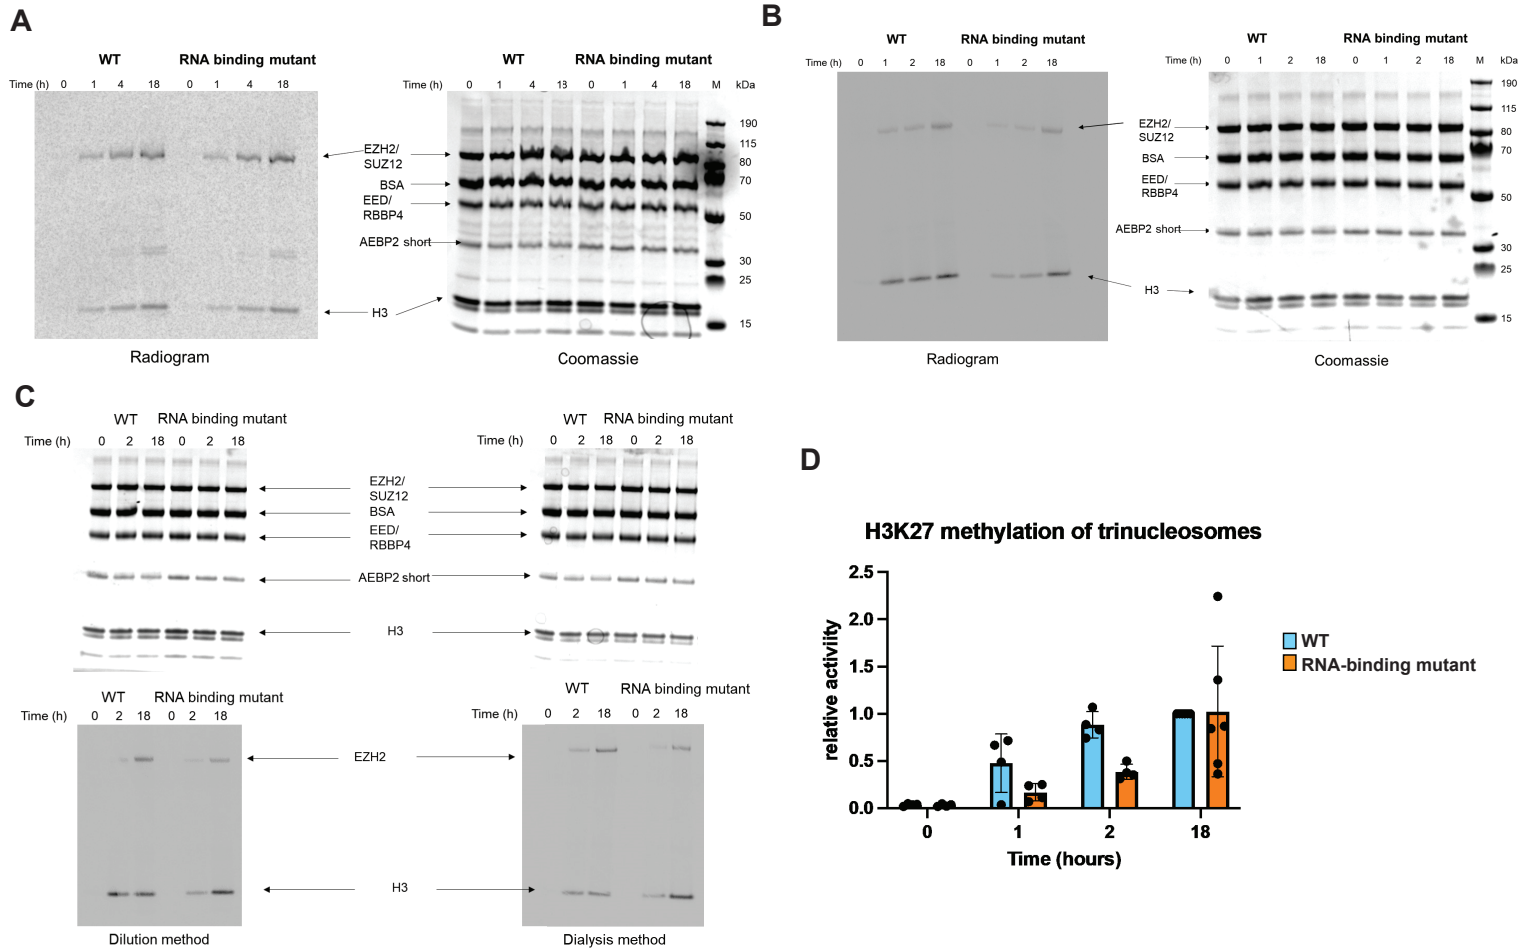 A
WT
RNA binding mutant
WT
RNA binding mutant
Time (h)
0
1
4
18
0
1
4
18
Time (h)
0
1
4
18
0
1
4
18
M
kDa
190
115
80
70
50
30
25
15
EZH2/
SUZ12
BSA
EED/
RBBP4
AEBP2 short
H3
Radiogram
Coomassie
B
WT
RNA binding mutant
WT
RNA binding mutant
Time (h)
0
1
2
18
0
1
2
18
Time (h)
0
1
2
18
0
1
2
18
M
kDa
190
115
80
70
50
30
25
15
EZH2/
SUZ12
BSA
EED/
RBBP4
AEBP2 short
H3
Radiogram
Coomassie
C
WT
RNA binding mutant
Time (h)
0
2
18
0
2
18
WT
RNA binding mutant
Time (h)
0
2
18
0
2
18
EZH2/
SUZ12
BSA
EED/
RBBP4
AEBP2 short
H3
WT
RNA binding mutant
Time (h)
0
2
18
0
2
18
WT
RNA binding mutant
Time (h)
0
2
18
0
2
18
EZH2
H3
Dilution method
Dialysis method
D
H3K27 methylation of trinucleosomes
relative activiity
2.5
2.0
1.5
1.0
0.5
0.0
0
1
2
18
Time (hours)
WT
RNA-binding mutant